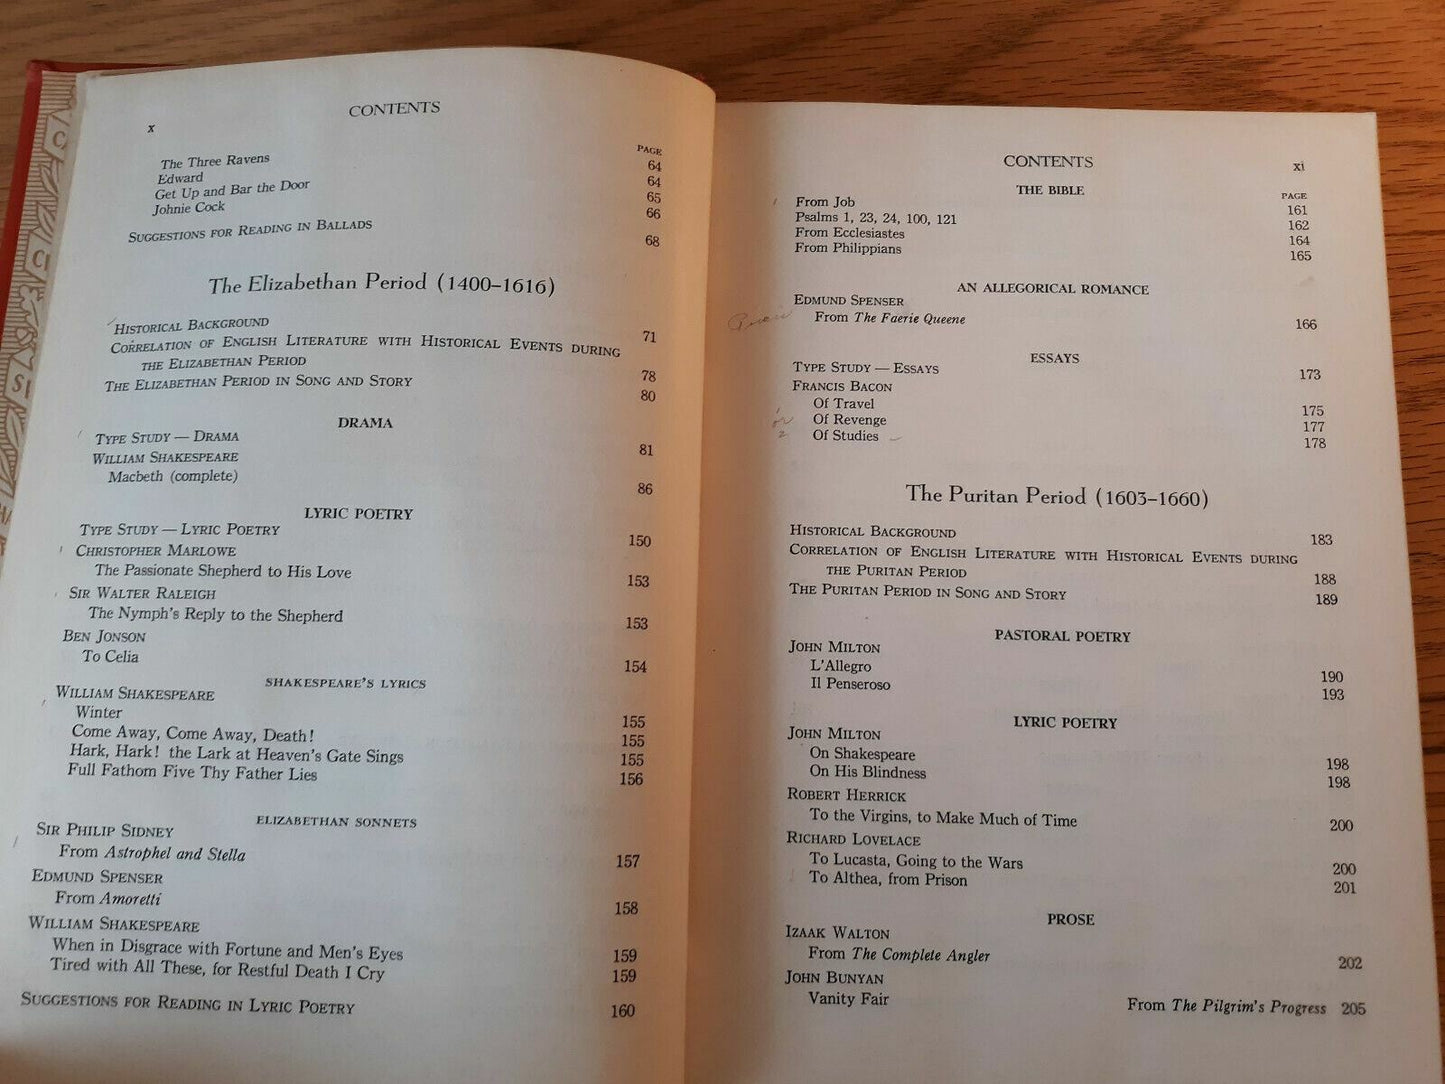 x
CONTENTS
PAGE
The Three Ravens 64
Edward 64
Get Up and Bar the Door 65
Johnie Cock 66
SUGGESTIONS FOR READING IN BALLADS 68
The Elizabethan Period (1400–1616)
HISTORICAL BACKGROUND 71
CORRELATION OF ENGLISH LITERATURE WITH HISTORICAL EVENTS DURING
THE ELIZABETHAN PERIOD 78
THE ELIZABETHAN PERIOD IN SONG AND STORY 80
DRAMA
TYPE STUDY — DRAMA 81
WILLIAM SHAKESPEARE
Macbeth (complete) 86
LYRIC POETRY
TYPE STUDY — LYRIC POETRY 150
CHRISTOPHER MARLOWE
The Passionate Shepherd to His Love 153
SIR WALTER RALEIGH
The Nymph's Reply to the Shepherd 153
BEN JONSON
To Celia 154
SHAKESPEARE'S LYRICS
WILLIAM SHAKESPEARE
Winter 155
Come Away, Come Away, Death! 155
Hark, Hark! the Lark at Heaven's Gate Sings 155
Full Fathom Five Thy Father Lies 156
ELIZABETHAN SONNETS
SIR PHILIP SIDNEY
From Astrophel and Stella 157
EDMUND SPENSER
From Amoretti 158
WILLIAM SHAKESPEARE
When in Disgrace with Fortune and Men's Eyes 159
Tired with All These, for Restful Death I Cry 159
SUGGESTIONS FOR READING IN LYRIC POETRY 160
CONTENTS xi
THE BIBLE
PAGE
From Job 161
Psalms 1, 23, 24, 100, 121 162
From Ecclesiastes 164
From Philippians 165
AN ALLEGORICAL ROMANCE
EDMUND SPENSER
From The Faerie Queene 166
ESSAYS
TYPE STUDY — ESSAYS 173
FRANCIS BACON
Of Travel 175
or Of Revenge 177
2 Of Studies 178
The Puritan Period (1603–1660)
HISTORICAL BACKGROUND 183
CORRELATION OF ENGLISH LITERATURE WITH HISTORICAL EVENTS DURING
THE PURITAN PERIOD 188
THE PURITAN PERIOD IN SONG AND STORY 189
PASTORAL POETRY
JOHN MILTON
L'Allegro 190
Il Penseroso 193
LYRIC POETRY
JOHN MILTON
On Shakespeare 198
On His Blindness 198
ROBERT HERRICK
To the Virgins, to Make Much of Time 200
RICHARD LOVELACE
To Lucasta, Going to the Wars 200
To Althea, from Prison 201
PROSE
IZAAK WALTON
From The Complete Angler 202
JOHN BUNYAN
Vanity Fair From The Pilgrim's Progress 205